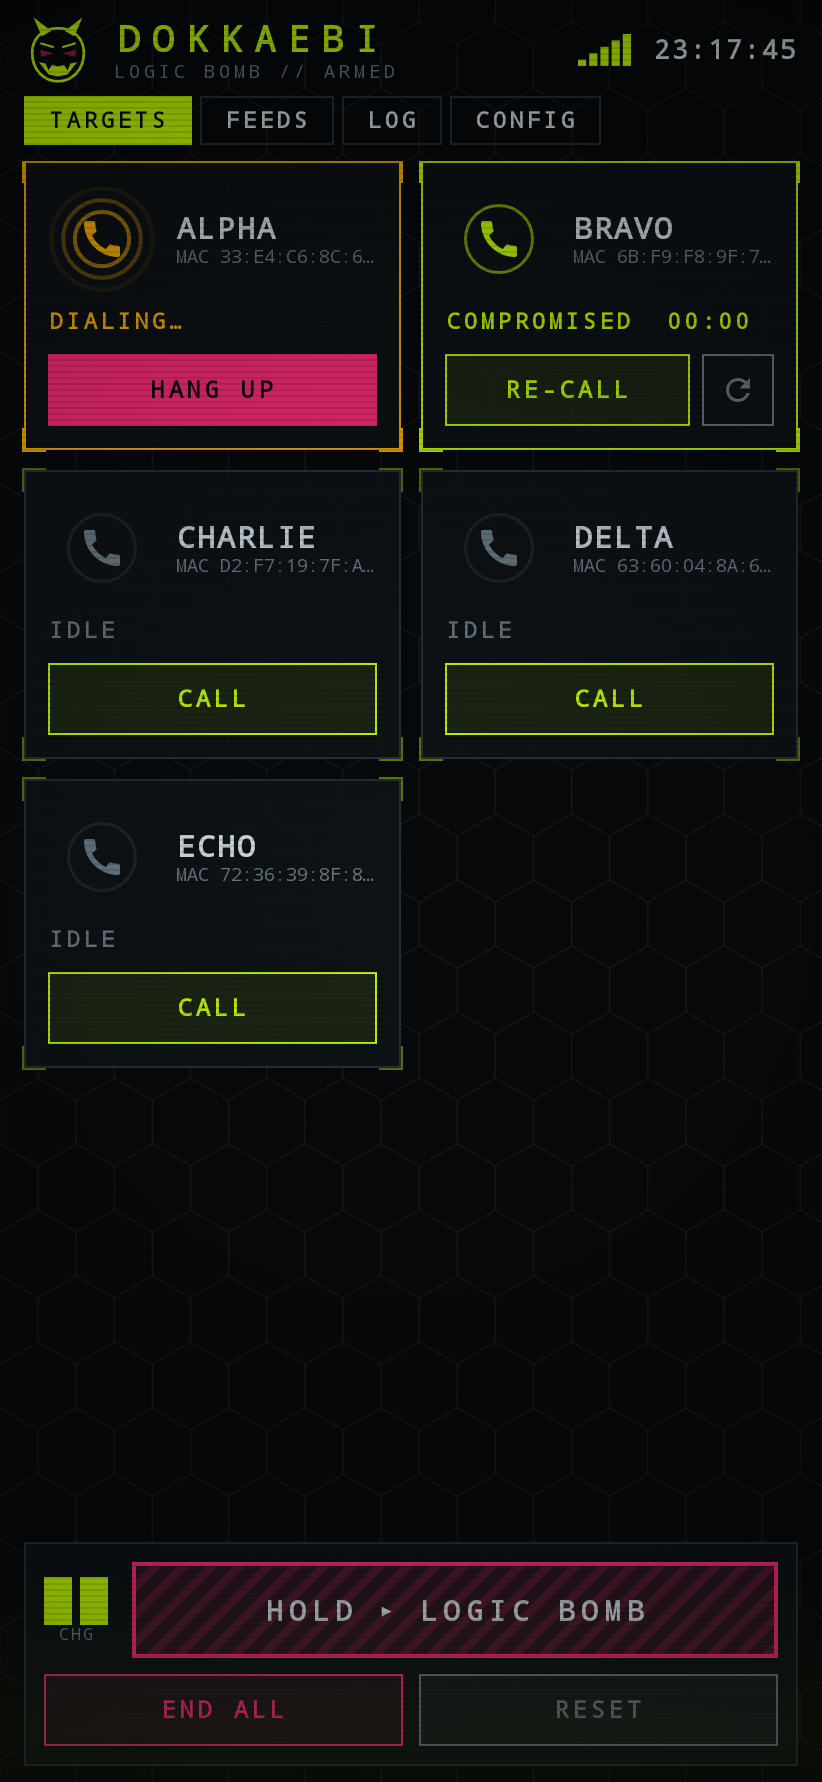 DOKKAEBI
LOGIC BOMB // ARMED
23:17:45
TARGETS
FEEDS
LOG
CONFIG
ALPHA
MAC 33:E4:C6:8C:6…
DIALING…
HANG UP
BRAVO
MAC 6B:F9:F8:9F:7…
COMPROMISED 00:00
RE-CALL
CHARLIE
MAC D2:F7:19:7F:A…
IDLE
CALL
DELTA
MAC 63:60:04:8A:6…
IDLE
CALL
ECHO
MAC 72:36:39:8F:8…
IDLE
CALL
CHG
HOLD ▸ LOGIC BOMB
END ALL
RESET